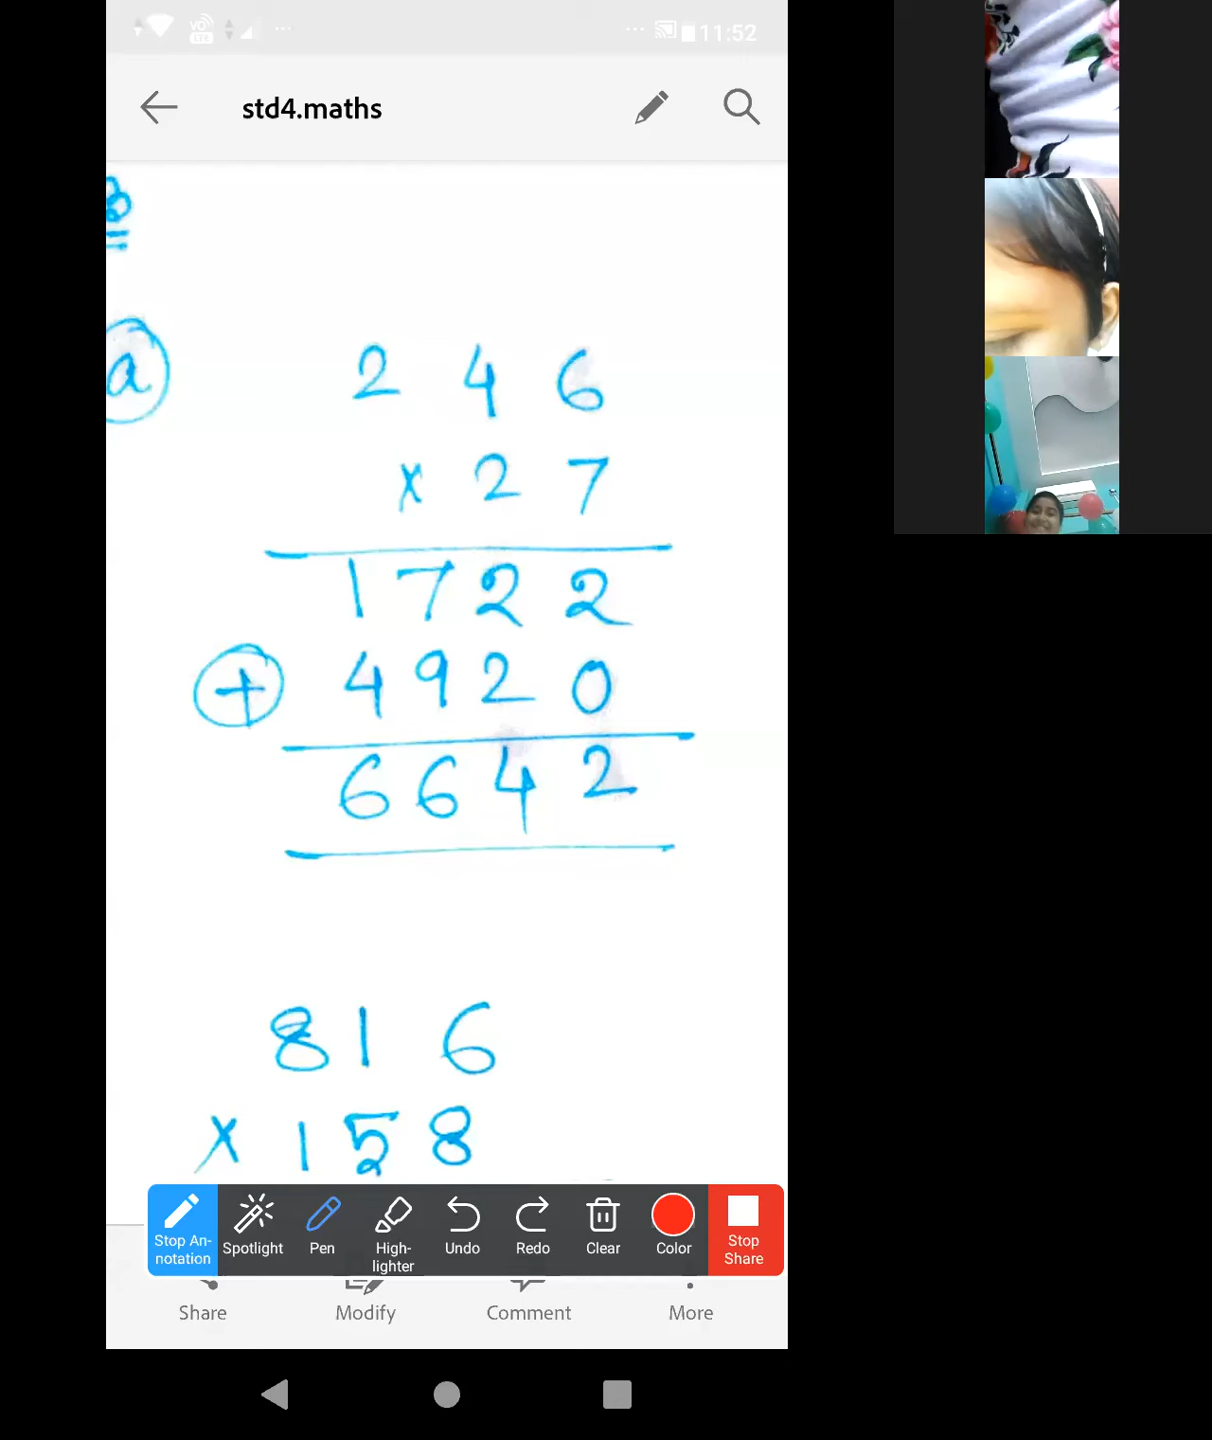 VO))
LTE
11:52
std4.maths
a
2 4 6
x 2 7
1 7 2 2
+ 4 9 2 0
6 6 4 2
8 1 6
x 1 5 8
Stop An-
notation
Spotlight
Pen
High-
lighter
Undo
Redo
Clear
Color
Stop
Share
Share
Modify
Comment
More